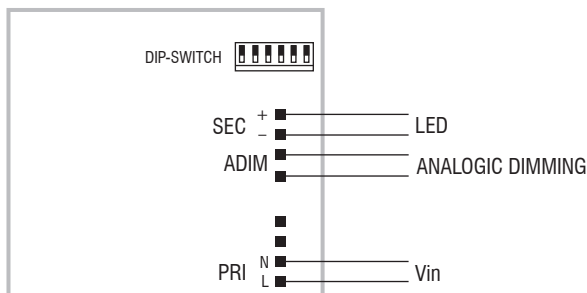 DIP-SWITCH
+
SEC
LED
–
ADIM
ANALOGIC DIMMING
N
PRI
Vin
L